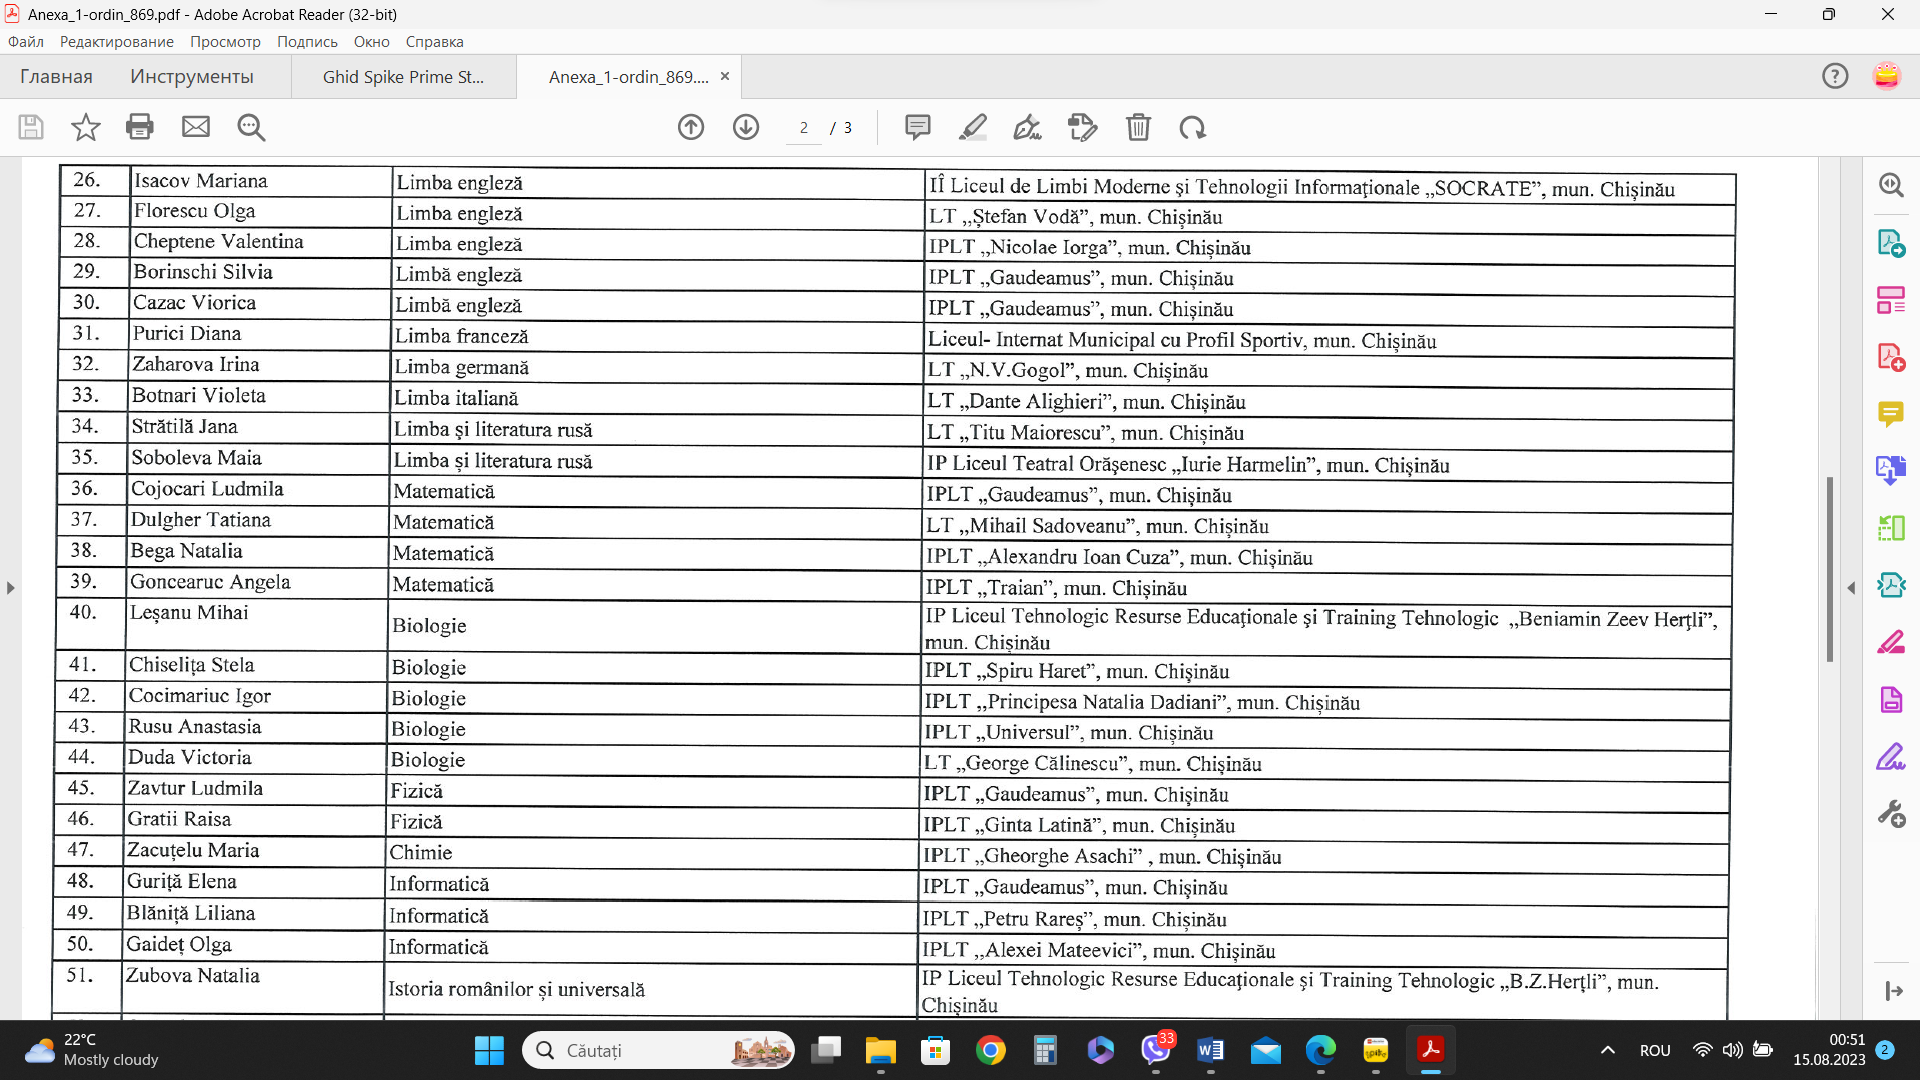 Anexa_1-ordin_869.pdf - Adobe Acrobat Reader (32-bit)
Файл Редактирование Просмотр Подпись Окно Справка
Главная Инструменты Ghid Spike Prime St... Anexa_1-ordin_869....
2 / 3
26. Isacov Mariana Limba engleză IÎ Liceul de Limbi Moderne şi Tehnologii Informaţionale „SOCRATE”, mun. Chișinău
27. Florescu Olga Limba engleză LT „Ștefan Vodă”, mun. Chișinău
28. Cheptene Valentina Limba engleză IPLT „Nicolae Iorga”, mun. Chișinău
29. Borinschi Silvia Limbă engleză IPLT „Gaudeamus”, mun. Chișinău
30. Cazac Viorica Limbă engleză IPLT „Gaudeamus”, mun. Chișinău
31. Purici Diana Limba franceză Liceul- Internat Municipal cu Profil Sportiv, mun. Chișinău
32. Zaharova Irina Limba germană LT „N.V.Gogol”, mun. Chișinău
33. Botnari Violeta Limba italiană LT „Dante Alighieri”, mun. Chișinău
34. Strătilă Jana Limba şi literatura rusă LT „Titu Maiorescu”, mun. Chișinău
35. Soboleva Maia Limba și literatura rusă IP Liceul Teatral Orăşenesc „Iurie Harmelin”, mun. Chișinău
36. Cojocari Ludmila Matematică IPLT „Gaudeamus”, mun. Chișinău
37. Dulgher Tatiana Matematică LT „Mihail Sadoveanu”, mun. Chișinău
38. Bega Natalia Matematică IPLT „Alexandru Ioan Cuza”, mun. Chișinău
39. Goncearuc Angela Matematică IPLT „Traian”, mun. Chișinău
40. Leșanu Mihai Biologie IP Liceul Tehnologic Resurse Educaţionale şi Training Tehnologic „Beniamin Zeev Herţli”,
mun. Chișinău
41. Chiselița Stela Biologie IPLT „Spiru Haret”, mun. Chișinău
42. Cocimariuc Igor Biologie IPLT „Principesa Natalia Dadiani”, mun. Chișinău
43. Rusu Anastasia Biologie IPLT „Universul”, mun. Chișinău
44. Duda Victoria Biologie LT „George Călinescu”, mun. Chișinău
45. Zavtur Ludmila Fizică IPLT „Gaudeamus”, mun. Chișinău
46. Gratii Raisa Fizică IPLT „Ginta Latină”, mun. Chișinău
47. Zacuțelu Maria Chimie IPLT „Gheorghe Asachi” , mun. Chișinău
48. Guriță Elena Informatică IPLT „Gaudeamus”, mun. Chișinău
49. Blăniță Liliana Informatică IPLT „Petru Rareș”, mun. Chișinău
50. Gaideț Olga Informatică IPLT „Alexei Mateevici”, mun. Chișinău
51. Zubova Natalia Istoria românilor și universală IP Liceul Tehnologic Resurse Educaţionale şi Training Tehnologic „B.Z.Herțli”, mun.
Chișinău
22°C
Mostly cloudy
Căutați
33
ROU
00:51
15.08.2023
2